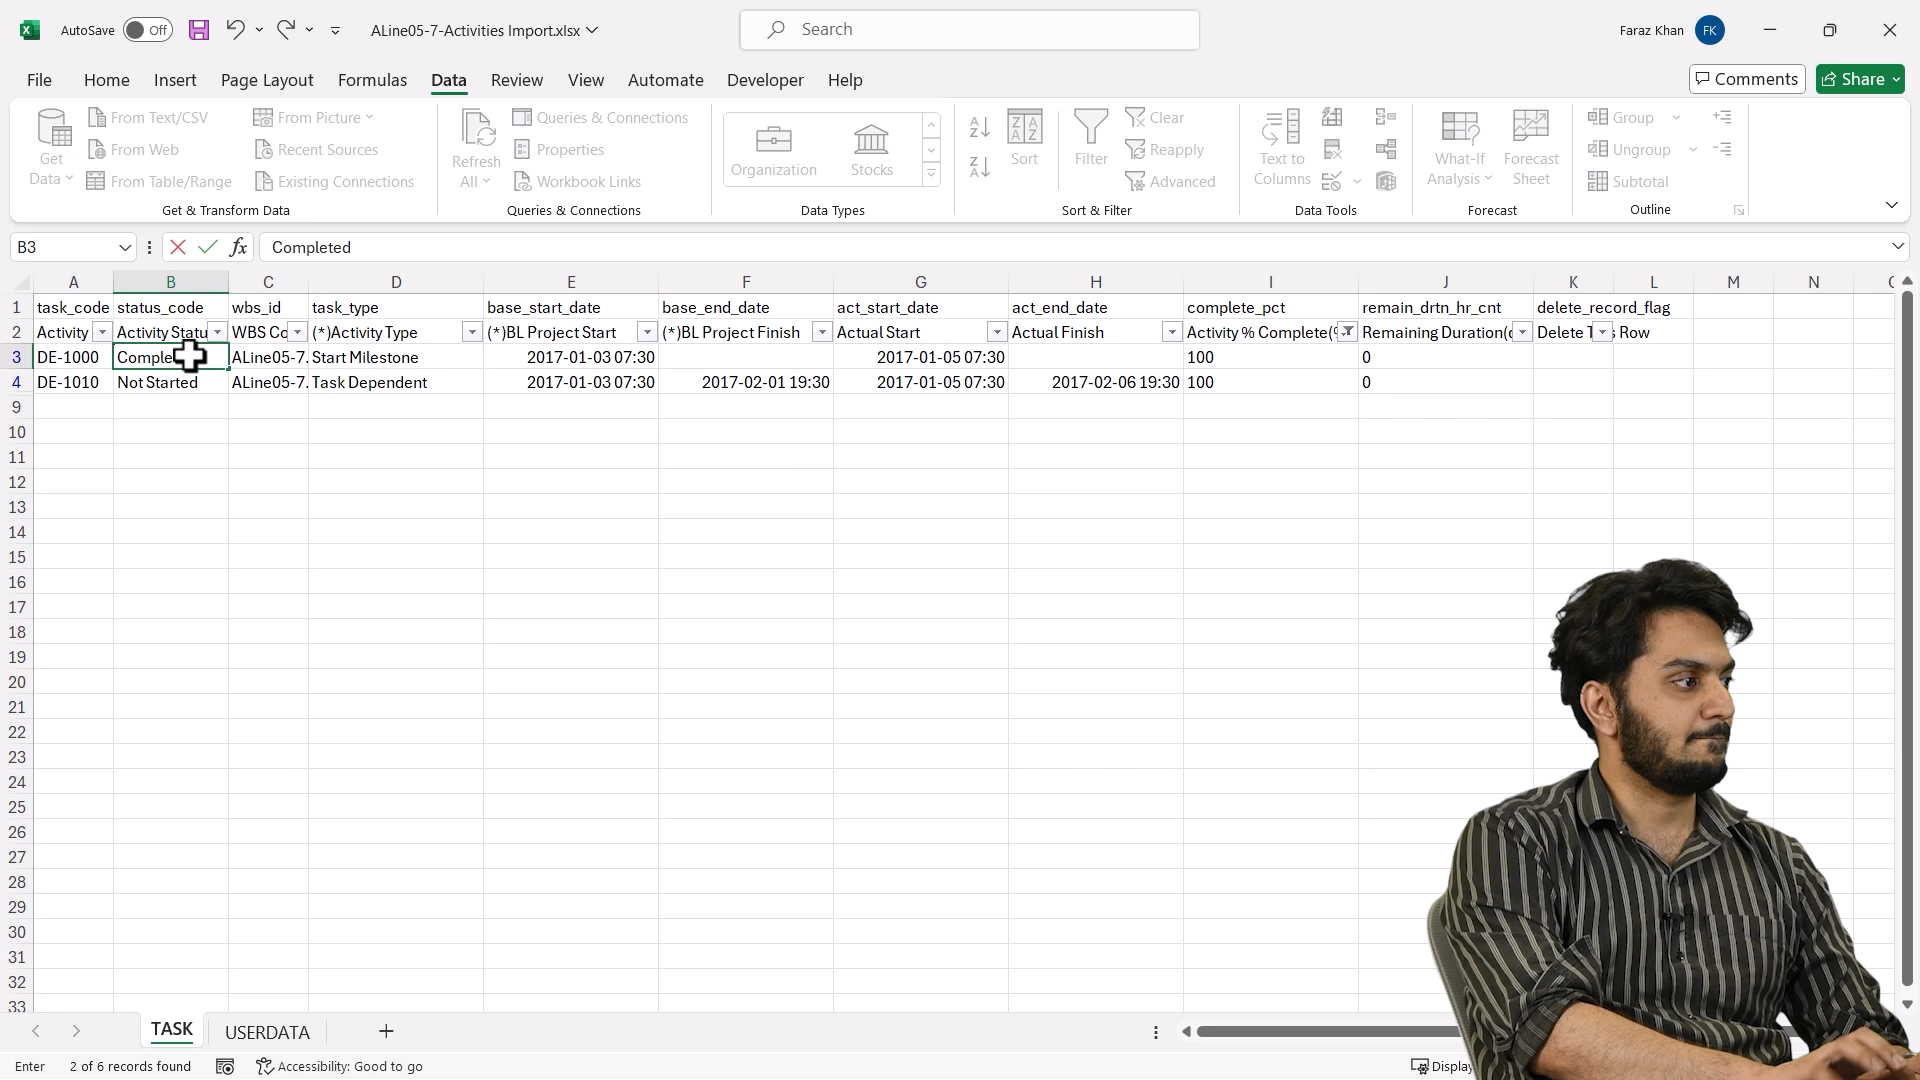 AutoSave Off ALine05-7-Activities Import.xlsx Search Faraz Khan FK
File Home Insert Page Layout Formulas Data Review View Automate Developer Help Comments Share
Get Data From Text/CSV From Web From Table/Range From Picture Recent Sources Existing Connections
Refresh All Queries & Connections Properties Workbook Links
Organization Stocks
Sort Filter Clear Reapply Advanced
Text to Columns
What-If Analysis Forecast Sheet
Group Ungroup Subtotal
Get & Transform Data Queries & Connections Data Types Sort & Filter Data Tools Forecast Outline
B3 fx Completed
A B C D E F G H I J K L M N
1 task_code status_code wbs_id task_type base_start_date base_end_date act_start_date act_end_date complete_pct remain_drtn_hr_cnt delete_record_flag
2 Activity Activity Statu WBS Co (*)Activity Type (*)BL Project Start (*)BL Project Finish Actual Start Actual Finish Activity % Complete(% Remaining Duration( Delete Row
3 DE-1000 Comple ALine05-7. Start Milestone 2017-01-03 07:30 2017-01-05 07:30 100 0
4 DE-1010 Not Started ALine05-7. Task Dependent 2017-01-03 07:30 2017-02-01 19:30 2017-01-05 07:30 2017-02-06 19:30 100 0
9
10
11
12
13
14
15
16
17
18
19
20
21
22
23
24
25
26
27
28
29
30
31
32
33
TASK USERDATA
Enter 2 of 6 records found Accessibility: Good to go Display